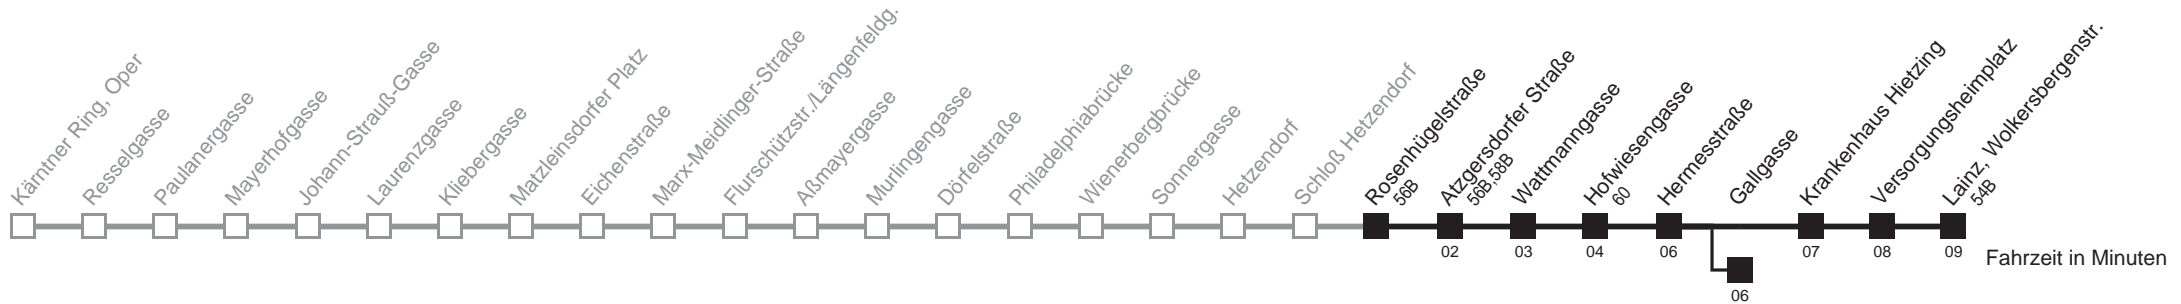 Kärntner Ring, Oper
Resselgasse
Paulanergasse
Mayerhofgasse
Johann-Strauß-Gasse
Laurenzgasse
Kliebergasse
Matzleinsdorfer Platz
Eichenstraße
Marx-Meidlinger-Straße
Flurschützstr./Längenfeldg.
Aßmayergasse
Murlingengasse
Dörfelstraße
Philadelphiabrücke
Wienerbergbrücke
Sonnergasse
Hetzendorf
Schloß Hetzendorf
Rosenhügelstraße
56B
Atzgersdorfer Straße
56B,58B
Wattmanngasse
Hofwiesengasse
60
Hermesstraße
Gallgasse
Krankenhaus Hietzing
Versorgungsheimplatz
Lainz, Wolkersbergenstr.
54B
02
03
04
06
07
08
09
Fahrzeit in Minuten
06